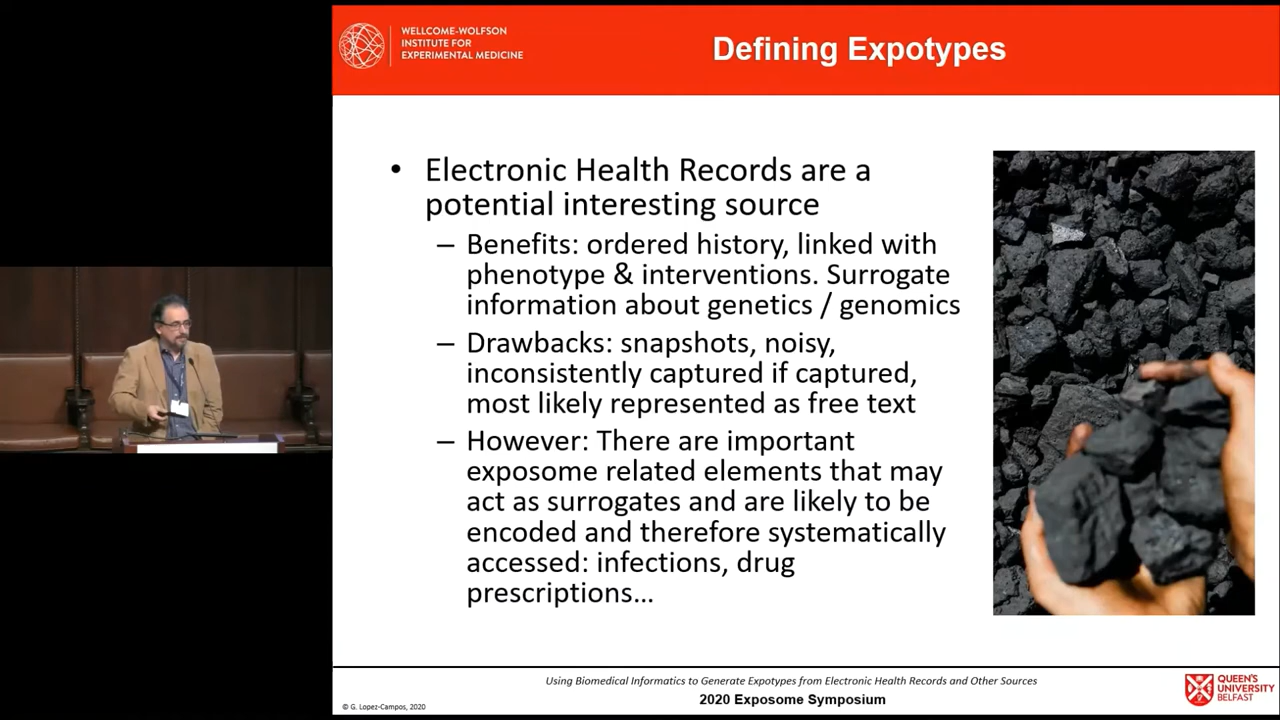 WELLCOME-WOLFSON
INSTITUTE FOR
EXPERIMENTAL MEDICINE
Defining Expotypes
• Electronic Health Records are a
potential interesting source
– Benefits: ordered history, linked with
phenotype & interventions. Surrogate
information about genetics / genomics
– Drawbacks: snapshots, noisy,
inconsistently captured if captured,
most likely represented as free text
– However: There are important
exposome related elements that may
act as surrogates and are likely to be
encoded and therefore systematically
accessed: infections, drug
prescriptions...
Using Biomedical Informatics to Generate Expotypes from Electronic Health Records and Other Sources
2020 Exposome Symposium
© G. Lopez-Campos, 2020
QUEEN'S
UNIVERSITY
BELFAST